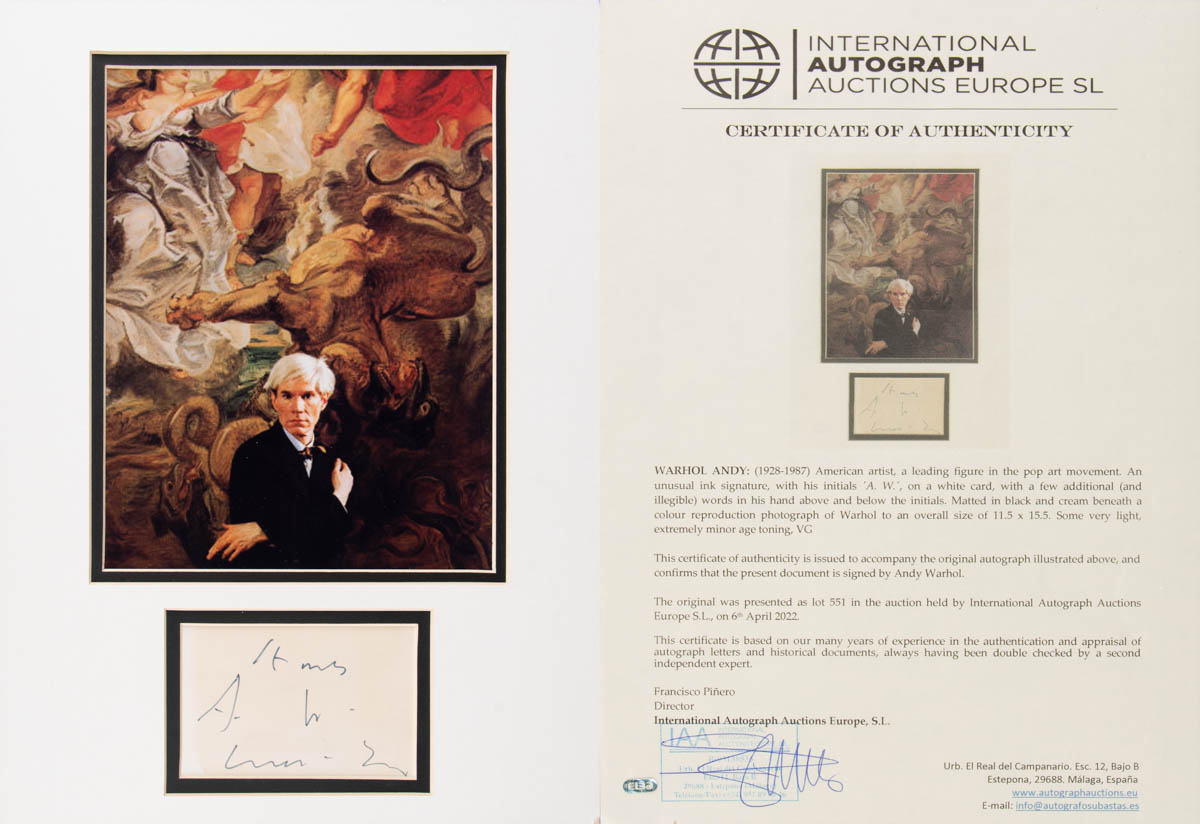 A. W.
INTERNATIONAL
AUTOGRAPH
AUCTIONS EUROPE SL
CERTIFICATE OF AUTHENTICITY
A. W.
WARHOL ANDY: (1928-1987) American artist, a leading figure in the pop art movement. An
unusual ink signature, with his initials 'A. W.', on a white card, with a few additional (and
illegible) words in his hand above and below the initials. Matted in black and cream beneath a
colour reproduction photograph of Warhol to an overall size of 11.5 x 15.5. Some very light,
extremely minor age toning, VG
This certificate of authenticity is issued to accompany the original autograph illustrated above, and
confirms that the present document is signed by Andy Warhol.
The original was presented as lot 551 in the auction held by International Autograph Auctions
Europe S.L., on 6th April 2022.
This certificate is based on our many years of experience in the authentication and appraisal of
autograph letters and historical documents, always having been double checked by a second
independent expert.
Francisco Piñero
Director
International Autograph Auctions Europe, S.L.
IAA
Urb. El Real del
29688 - Estepona
Urb. El Real del Campanario. Esc. 12, Bajo B
Estepona, 29688. Málaga, España
www.autographauctions.eu
E-mail: info@autografosubastas.es